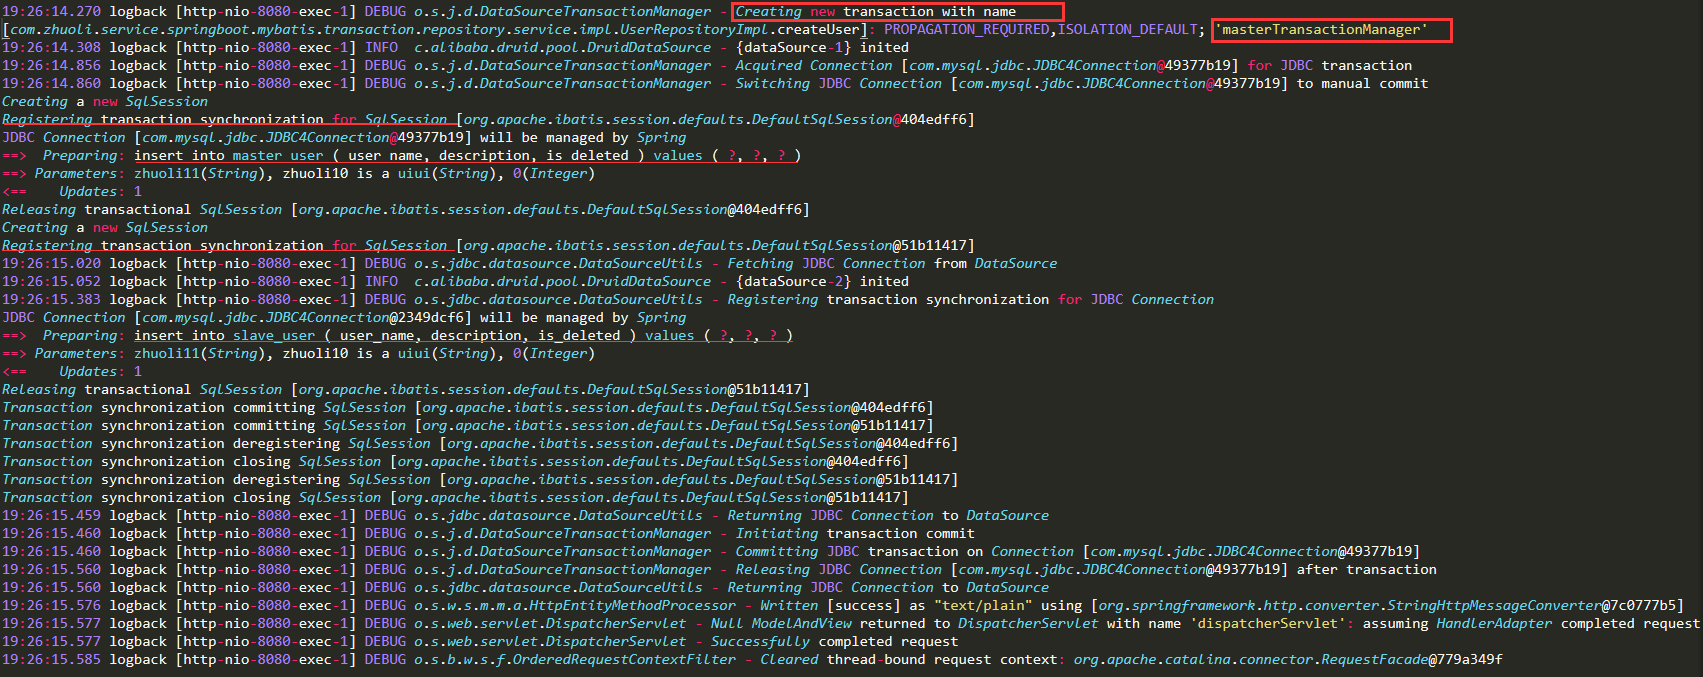 19:26:14.270 logback [http-nio-8080-exec-1] DEBUG o.s.j.d.DataSourceTransactionManager - Creating new transaction with name
[com.zhuoli.service.springboot.mybatis.transaction.repository.service.impl.UserRepositoryImpl.createUser]: PROPAGATION_REQUIRED,ISOLATION_DEFAULT; 'masterTransactionManager'
19:26:14.308 logback [http-nio-8080-exec-1] INFO  c.alibaba.druid.pool.DruidDataSource - {dataSource-1} inited
19:26:14.856 logback [http-nio-8080-exec-1] DEBUG o.s.j.d.DataSourceTransactionManager - Acquired Connection [com.mysql.jdbc.JDBC4Connection@49377b19] for JDBC transaction
19:26:14.860 logback [http-nio-8080-exec-1] DEBUG o.s.j.d.DataSourceTransactionManager - Switching JDBC Connection [com.mysql.jdbc.JDBC4Connection@49377b19] to manual commit
Creating a new SqlSession
Registering transaction synchronization for SqlSession [org.apache.ibatis.session.defaults.DefaultSqlSession@404edff6]
JDBC Connection [com.mysql.jdbc.JDBC4Connection@49377b19] will be managed by Spring
==>  Preparing: insert into master_user ( user_name, description, is_deleted ) values ( ?, ?, ? )
==> Parameters: zhuoli11(String), zhuoli10 is a uiui(String), 0(Integer)
<==    Updates: 1
Releasing transactional SqlSession [org.apache.ibatis.session.defaults.DefaultSqlSession@404edff6]
Creating a new SqlSession
Registering transaction synchronization for SqlSession [org.apache.ibatis.session.defaults.DefaultSqlSession@51b11417]
19:26:15.020 logback [http-nio-8080-exec-1] DEBUG o.s.jdbc.datasource.DataSourceUtils - Fetching JDBC Connection from DataSource
19:26:15.052 logback [http-nio-8080-exec-1] INFO  c.alibaba.druid.pool.DruidDataSource - {dataSource-2} inited
19:26:15.383 logback [http-nio-8080-exec-1] DEBUG o.s.jdbc.datasource.DataSourceUtils - Registering transaction synchronization for JDBC Connection
JDBC Connection [com.mysql.jdbc.JDBC4Connection@2349dcf6] will be managed by Spring
==>  Preparing: insert into slave_user ( user_name, description, is_deleted ) values ( ?, ?, ? )
==> Parameters: zhuoli11(String), zhuoli10 is a uiui(String), 0(Integer)
<==    Updates: 1
Releasing transactional SqlSession [org.apache.ibatis.session.defaults.DefaultSqlSession@51b11417]
Transaction synchronization committing SqlSession [org.apache.ibatis.session.defaults.DefaultSqlSession@404edff6]
Transaction synchronization committing SqlSession [org.apache.ibatis.session.defaults.DefaultSqlSession@51b11417]
Transaction synchronization deregistering SqlSession [org.apache.ibatis.session.defaults.DefaultSqlSession@404edff6]
Transaction synchronization closing SqlSession [org.apache.ibatis.session.defaults.DefaultSqlSession@404edff6]
Transaction synchronization deregistering SqlSession [org.apache.ibatis.session.defaults.DefaultSqlSession@51b11417]
Transaction synchronization closing SqlSession [org.apache.ibatis.session.defaults.DefaultSqlSession@51b11417]
19:26:15.459 logback [http-nio-8080-exec-1] DEBUG o.s.jdbc.datasource.DataSourceUtils - Returning JDBC Connection to DataSource
19:26:15.460 logback [http-nio-8080-exec-1] DEBUG o.s.j.d.DataSourceTransactionManager - Initiating transaction commit
19:26:15.460 logback [http-nio-8080-exec-1] DEBUG o.s.j.d.DataSourceTransactionManager - Committing JDBC transaction on Connection [com.mysql.jdbc.JDBC4Connection@49377b19]
19:26:15.560 logback [http-nio-8080-exec-1] DEBUG o.s.j.d.DataSourceTransactionManager - Releasing JDBC Connection [com.mysql.jdbc.JDBC4Connection@49377b19] after transaction
19:26:15.560 logback [http-nio-8080-exec-1] DEBUG o.s.jdbc.datasource.DataSourceUtils - Returning JDBC Connection to DataSource
19:26:15.576 logback [http-nio-8080-exec-1] DEBUG o.s.w.s.m.m.a.HttpEntityMethodProcessor - Written [success] as "text/plain" using [org.springframework.http.converter.StringHttpMessageConverter@7c0777b5]
19:26:15.577 logback [http-nio-8080-exec-1] DEBUG o.s.web.servlet.DispatcherServlet - Null ModelAndView returned to DispatcherServlet with name 'dispatcherServlet': assuming HandlerAdapter completed request
19:26:15.577 logback [http-nio-8080-exec-1] DEBUG o.s.web.servlet.DispatcherServlet - Successfully completed request
19:26:15.585 logback [http-nio-8080-exec-1] DEBUG o.s.b.w.s.f.OrderedRequestContextFilter - Cleared thread-bound request context: org.apache.catalina.connector.RequestFacade@779a349f